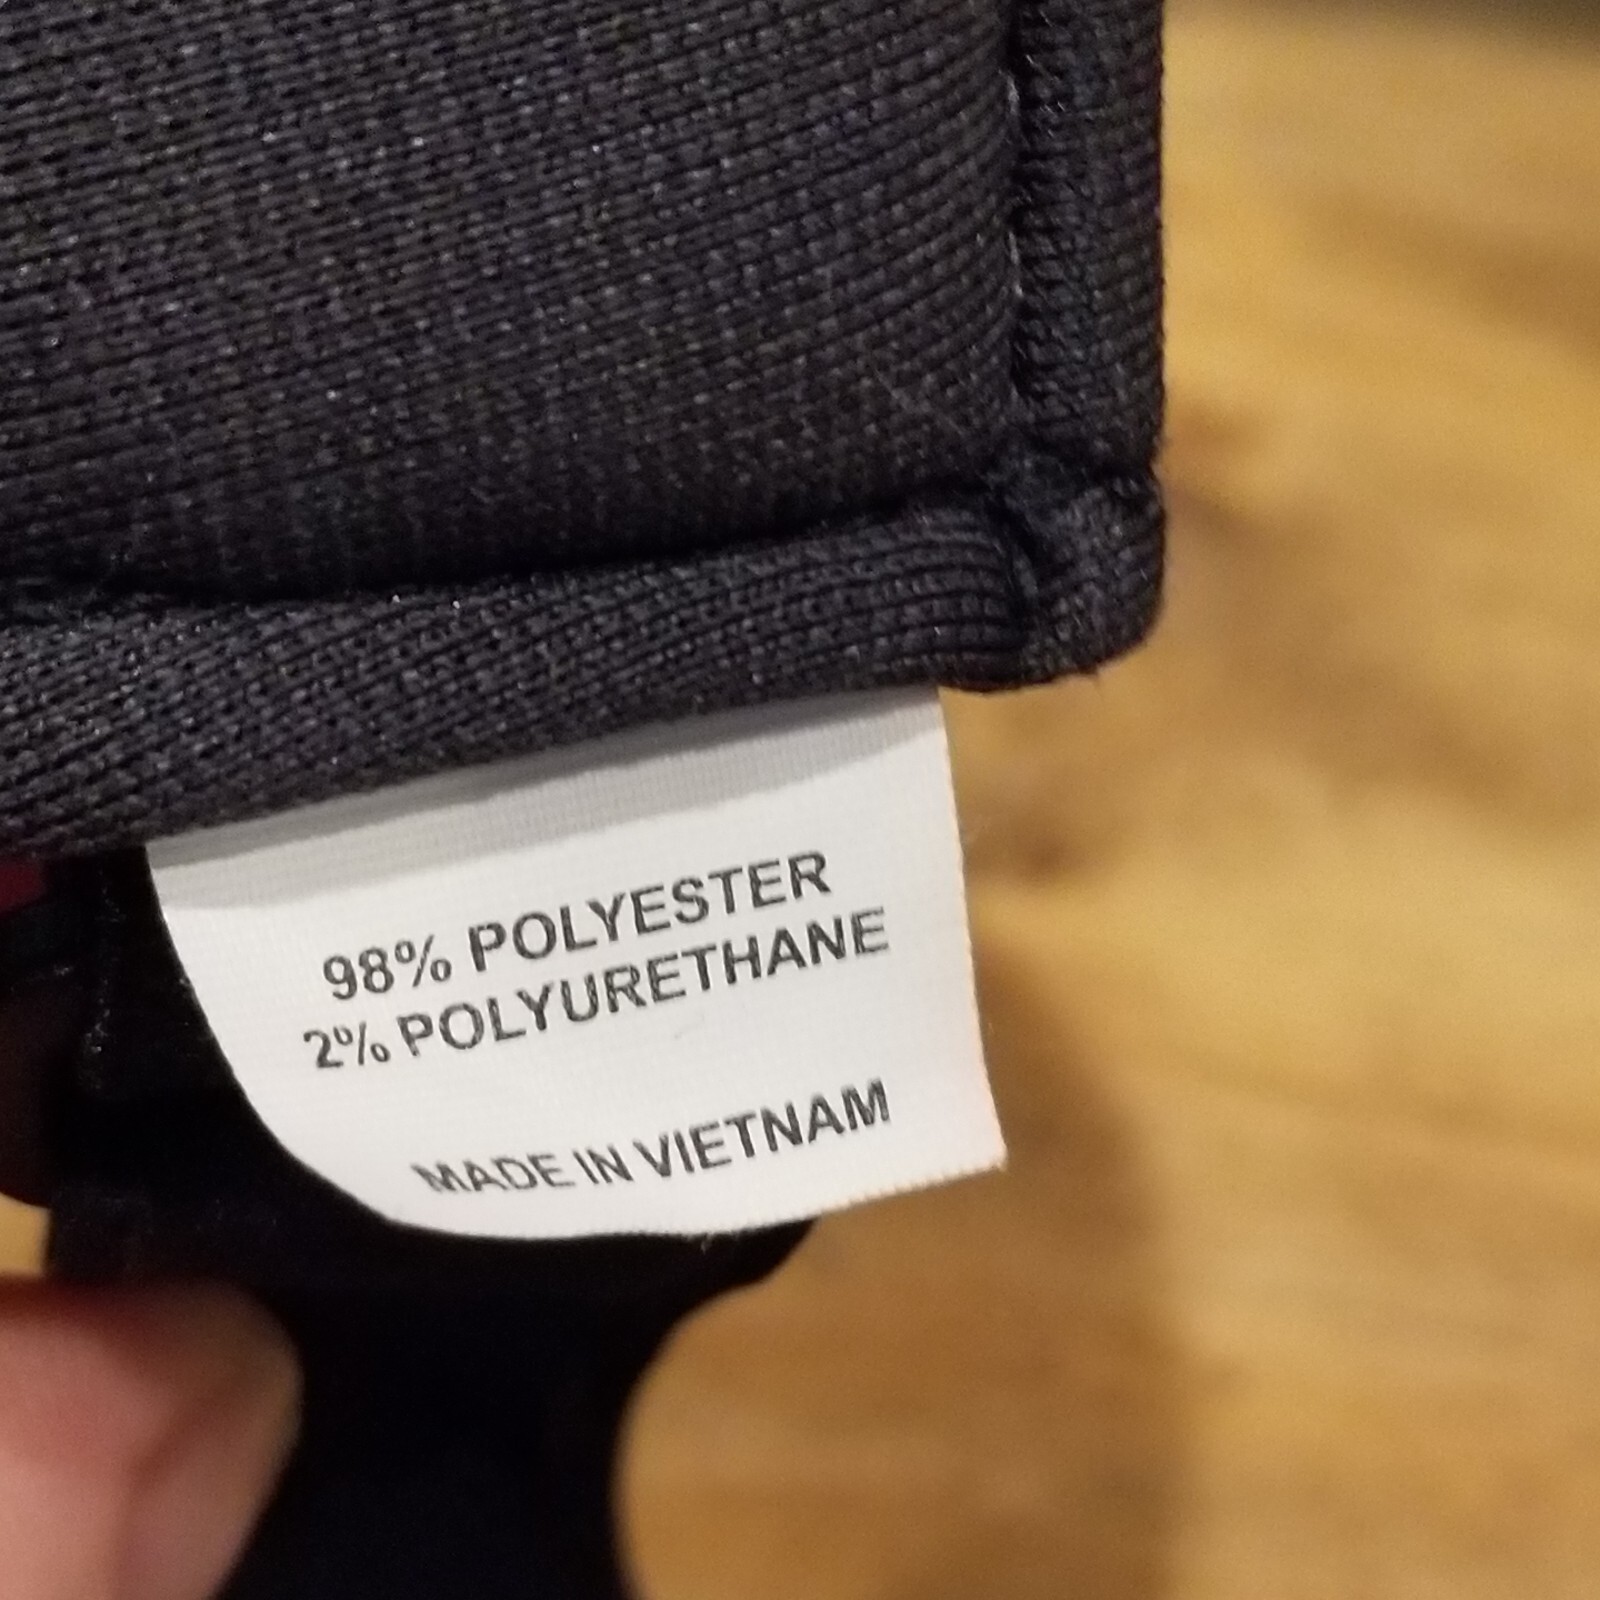 98% POLYESTER
2% POLYURETHANE
MADE IN VIETNAM